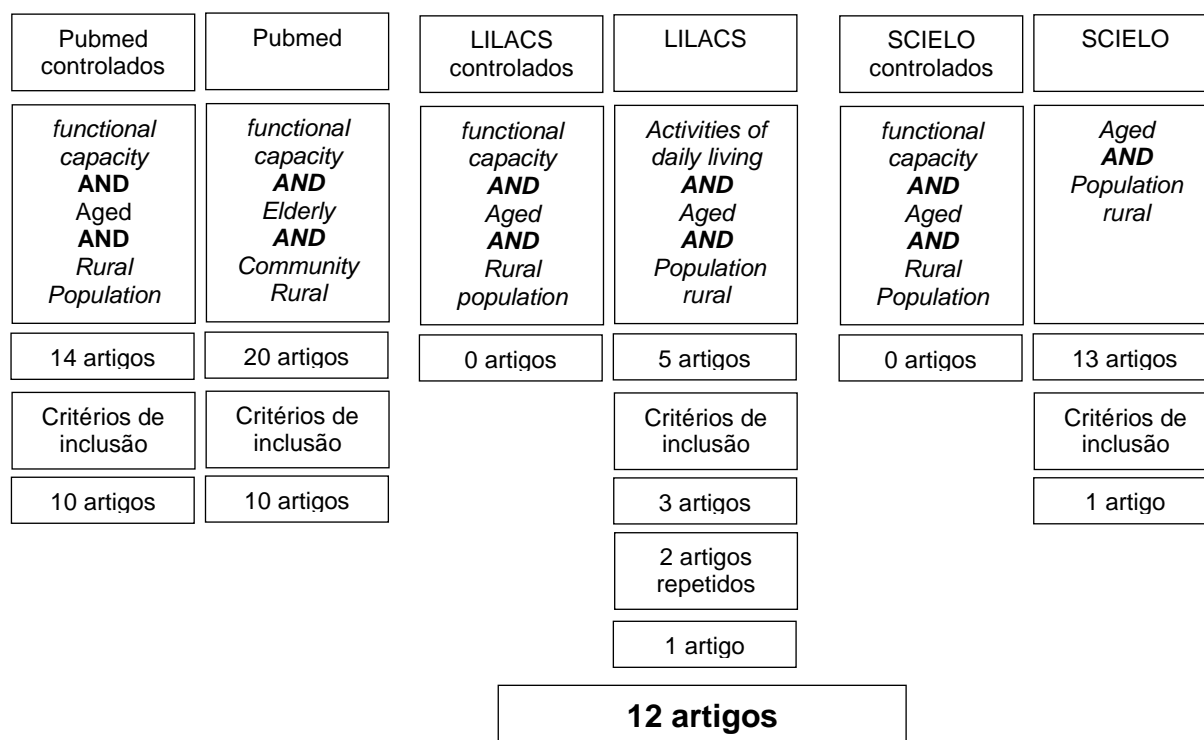 Pubmed
controlados
functional
capacity
AND
Aged
AND
Rural
Population
14 artigos
Critérios de
inclusão
10 artigos
Pubmed
functional
capacity
AND
Elderly
AND
Community
Rural
20 artigos
Critérios de
inclusão
10 artigos
LILACS
controlados
functional
capacity
AND
Aged
AND
Rural
population
0 artigos
LILACS
Activities of
daily living
AND
Aged
AND
Population
rural
5 artigos
Critérios de
inclusão
3 artigos
2 artigos
repetidos
1 artigo
SCIELO
controlados
functional
capacity
AND
Aged
AND
Rural
Population
0 artigos
SCIELO
Aged
AND
Population
rural
13 artigos
Critérios de
inclusão
1 artigo
12 artigos